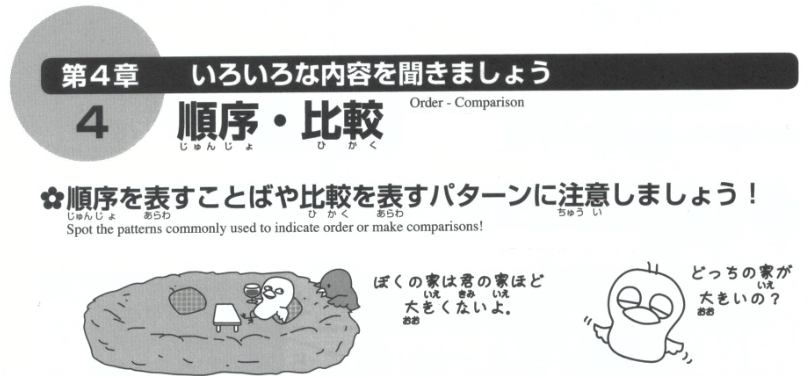 第4章 いろいろな内容を聞きましょう
4 順序・比較 Order - Comparison
じゅんじょ ひかく
✿順序を表すことばや比較を表すパターンに注意しましょう！
じゅんじょ あらわ ひかく あらわ ちゅうい
Spot the patterns commonly used to indicate order or make comparisons!
ぼくの家は君の家ほど
いえ きみ いえ
大きくないよ。
おお
どっちの家が
いえ
大きいの？
おお